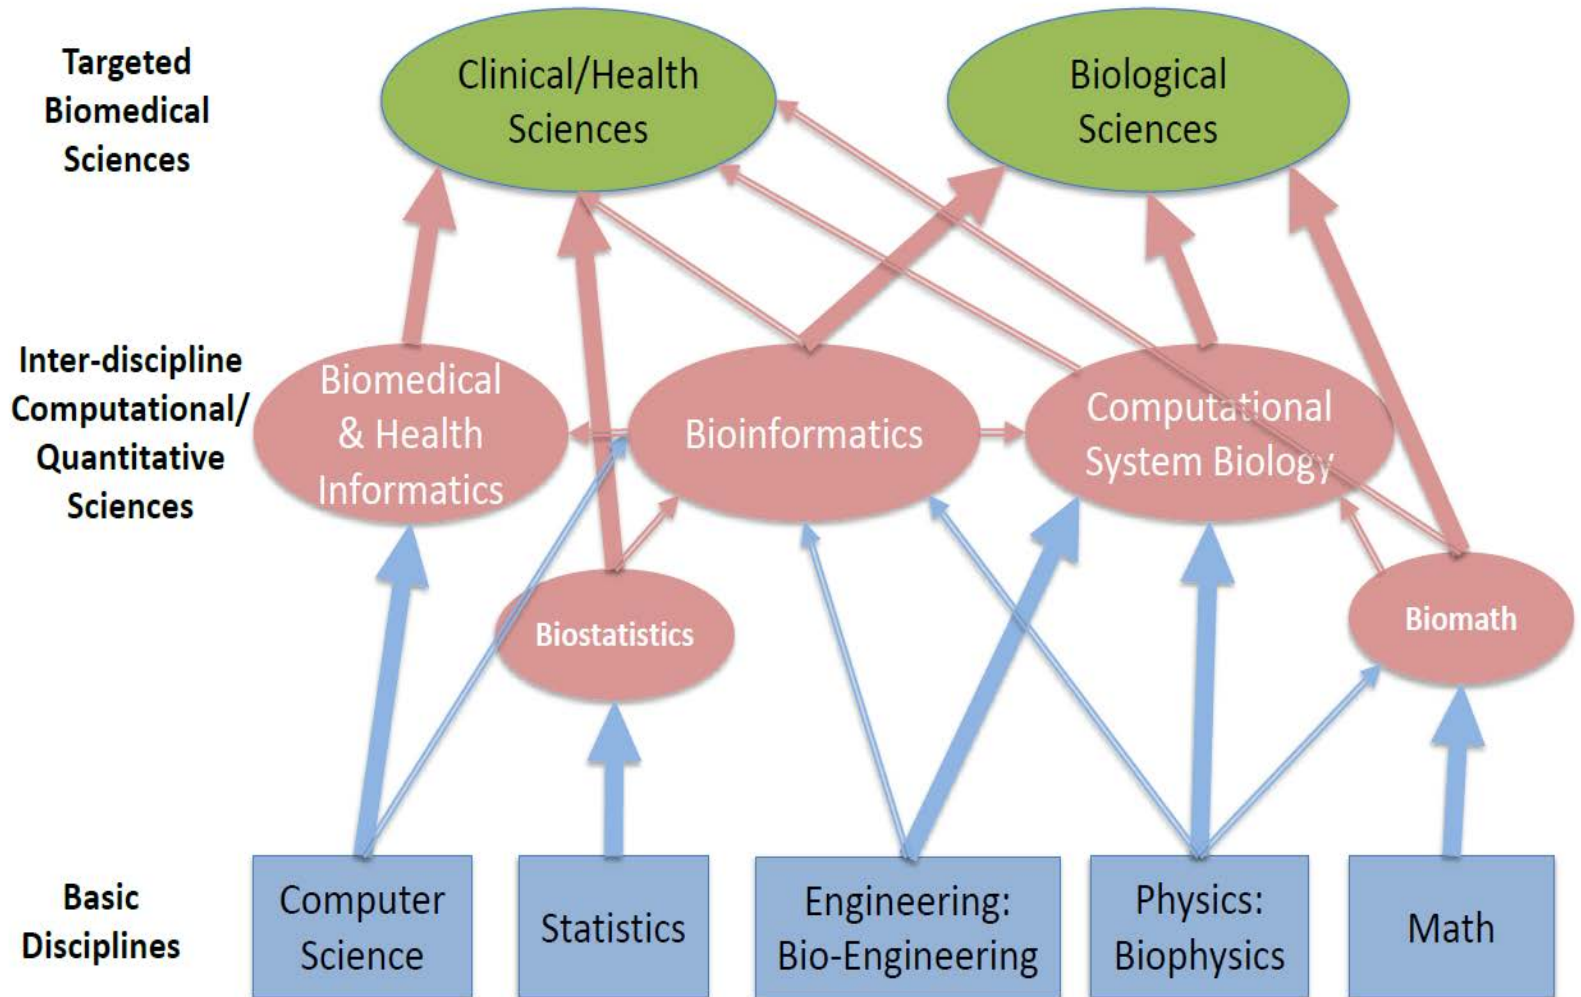 Targeted
Biomedical
Sciences
Clinical/Health
Sciences
Biological
Sciences
Inter-discipline
Computational/
Quantitative
Sciences
Biomedical
& Health
Informatics
Bioinformatics
Computational
System Biology
Biostatistics
Biomath
Basic
Disciplines
Computer
Science
Statistics
Engineering:
Bio-Engineering
Physics:
Biophysics
Math